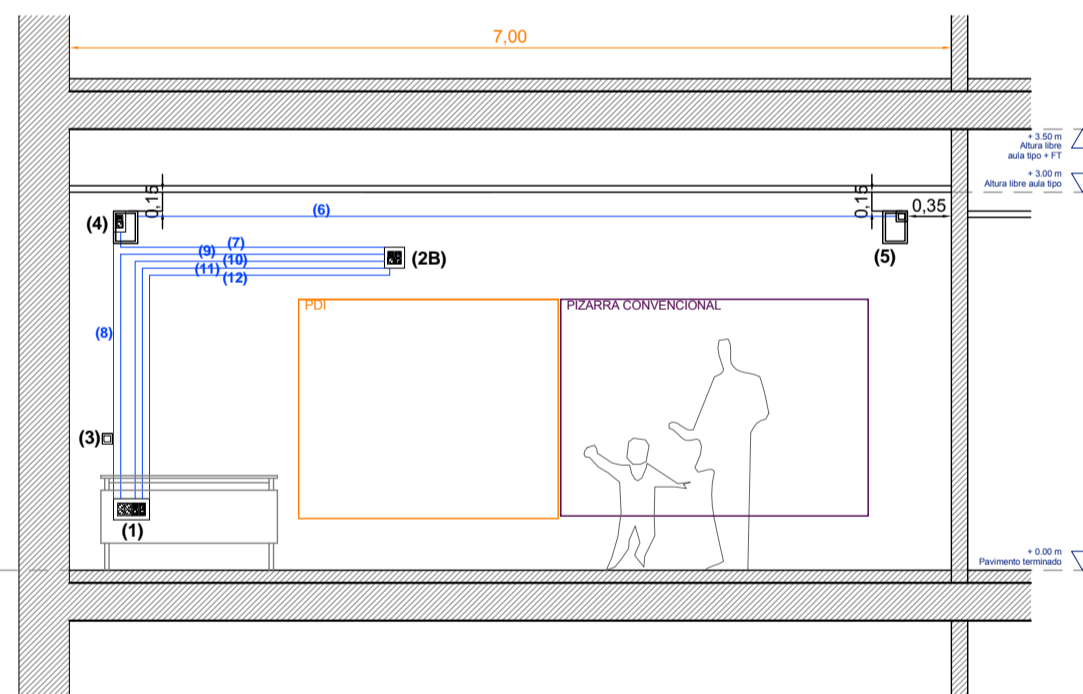 7,00
+ 3.50 m
Altura libre
aula tipo + FT
+ 3.00 m
Altura libre aula tipo
0,15
0,15
0,35
(4)
(6)
(5)
(7)
(9)
(10)
(2B)
(11)
(12)
PDI
PIZARRA CONVENCIONAL
(8)
(3)
(1)
+ 0.00 m
Pavimento terminado